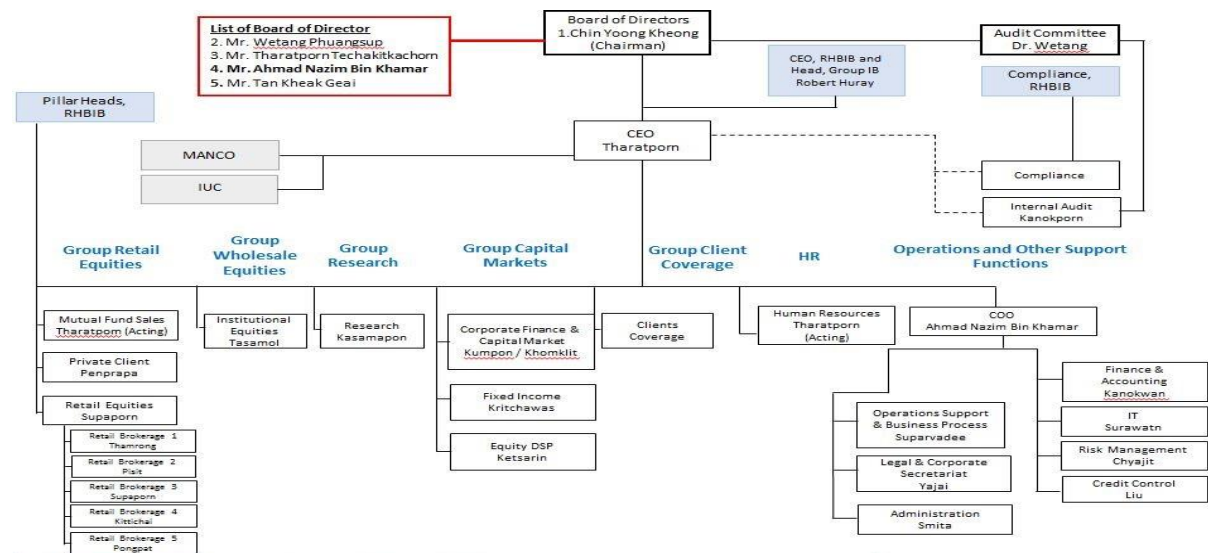 List of Board of Director
2. Mr. Wetang Phuangsup
3. Mr. Tharatporn Techakitkachorn
4. Mr. Ahmad Nazim Bin Khamar
5. Mr. Tan Kheak Geai
Board of Directors
1.Chin Yoong Kheong
(Chairman)
Audit Committee
Dr. Wetang
CEO, RHBIB and
Head, Group IB
Robert Huray
Compliance,
RHBIB
Pillar Heads,
RHBIB
CEO
Tharatporn
MANCO
IUC
Compliance
Internal Audit
Kanokporn
Group Retail
Equities
Group
Wholesale
Equities
Group
Research
Group Capital
Markets
Group Client
Coverage
HR
Operations and Other Support
Functions
Mutual Fund Sales
Tharatporn (Acting)
Private Client
Penprapa
Retail Equities
Supaporn
Retail Brokerage 1
Thamrong
Retail Brokerage 2
Pisit
Retail Brokerage 3
Supaporn
Retail Brokerage 4
Kittichai
Retail Brokerage 5
Pongpat
Institutional
Equities
Tasamol
Research
Kasamapon
Corporate Finance &
Capital Market
Kumpon / Khomklit
Fixed Income
Kritchawas
Equity DSP
Ketsarin
Clients
Coverage
Human Resources
Tharatporn
(Acting)
COO
Ahmad Nazim Bin Khamar
Operations Support
& Business Process
Suparvadee
Legal & Corporate
Secretariat
Yajai
Administration
Smita
Finance &
Accounting
Kanokwan
IT
Surawatn
Risk Management
Chyajit
Credit Control
Liu